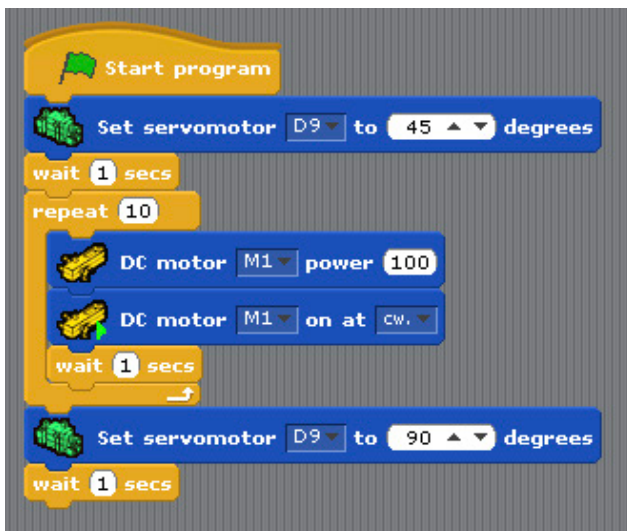 Start program
Set servomotor D9 to 45 degrees
wait 1 secs
repeat 10
DC motor M1 power 100
DC motor M1 on at cw.
wait 1 secs
Set servomotor D9 to 90 degrees
wait 1 secs